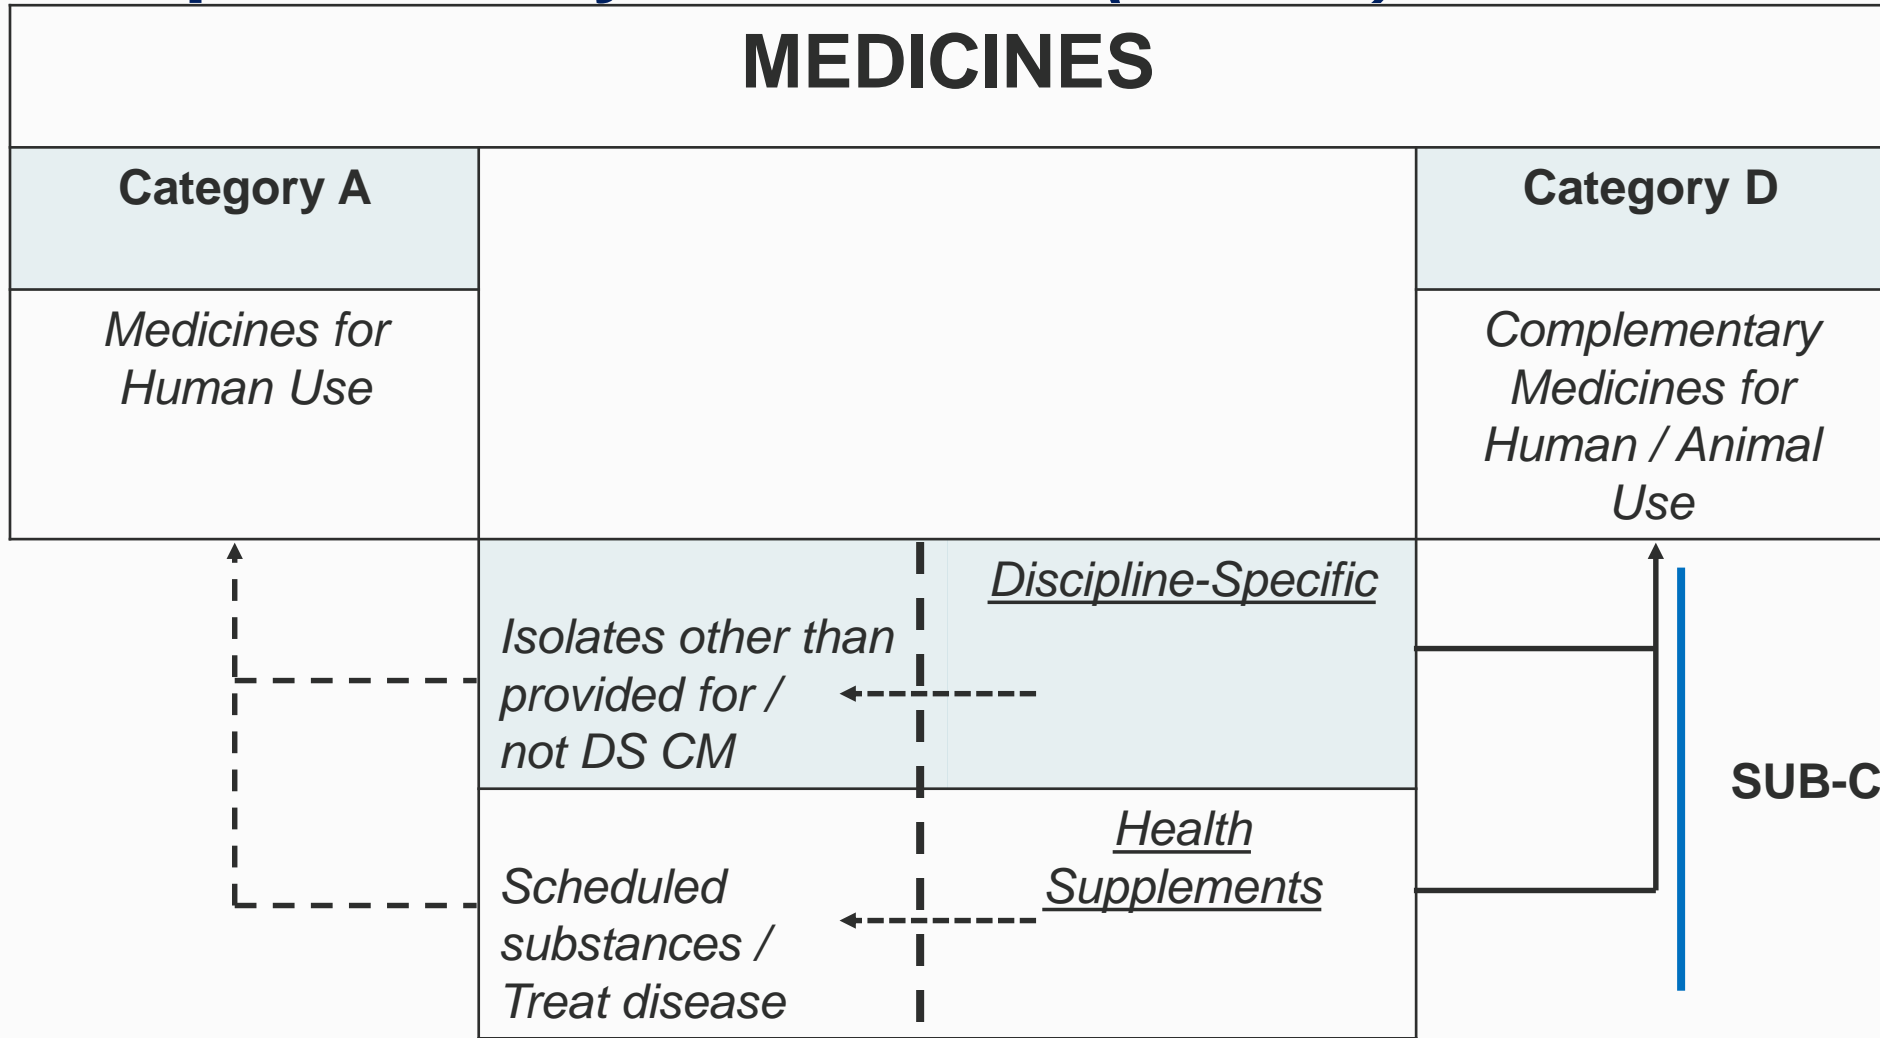 MEDICINES
Category A
Category D
Medicines for
Human Use
Complementary
Medicines for
Human / Animal
Use
Discipline-Specific
Isolates other than
provided for /
not DS CM
SUB-C
Health
Supplements
Scheduled
substances /
Treat disease